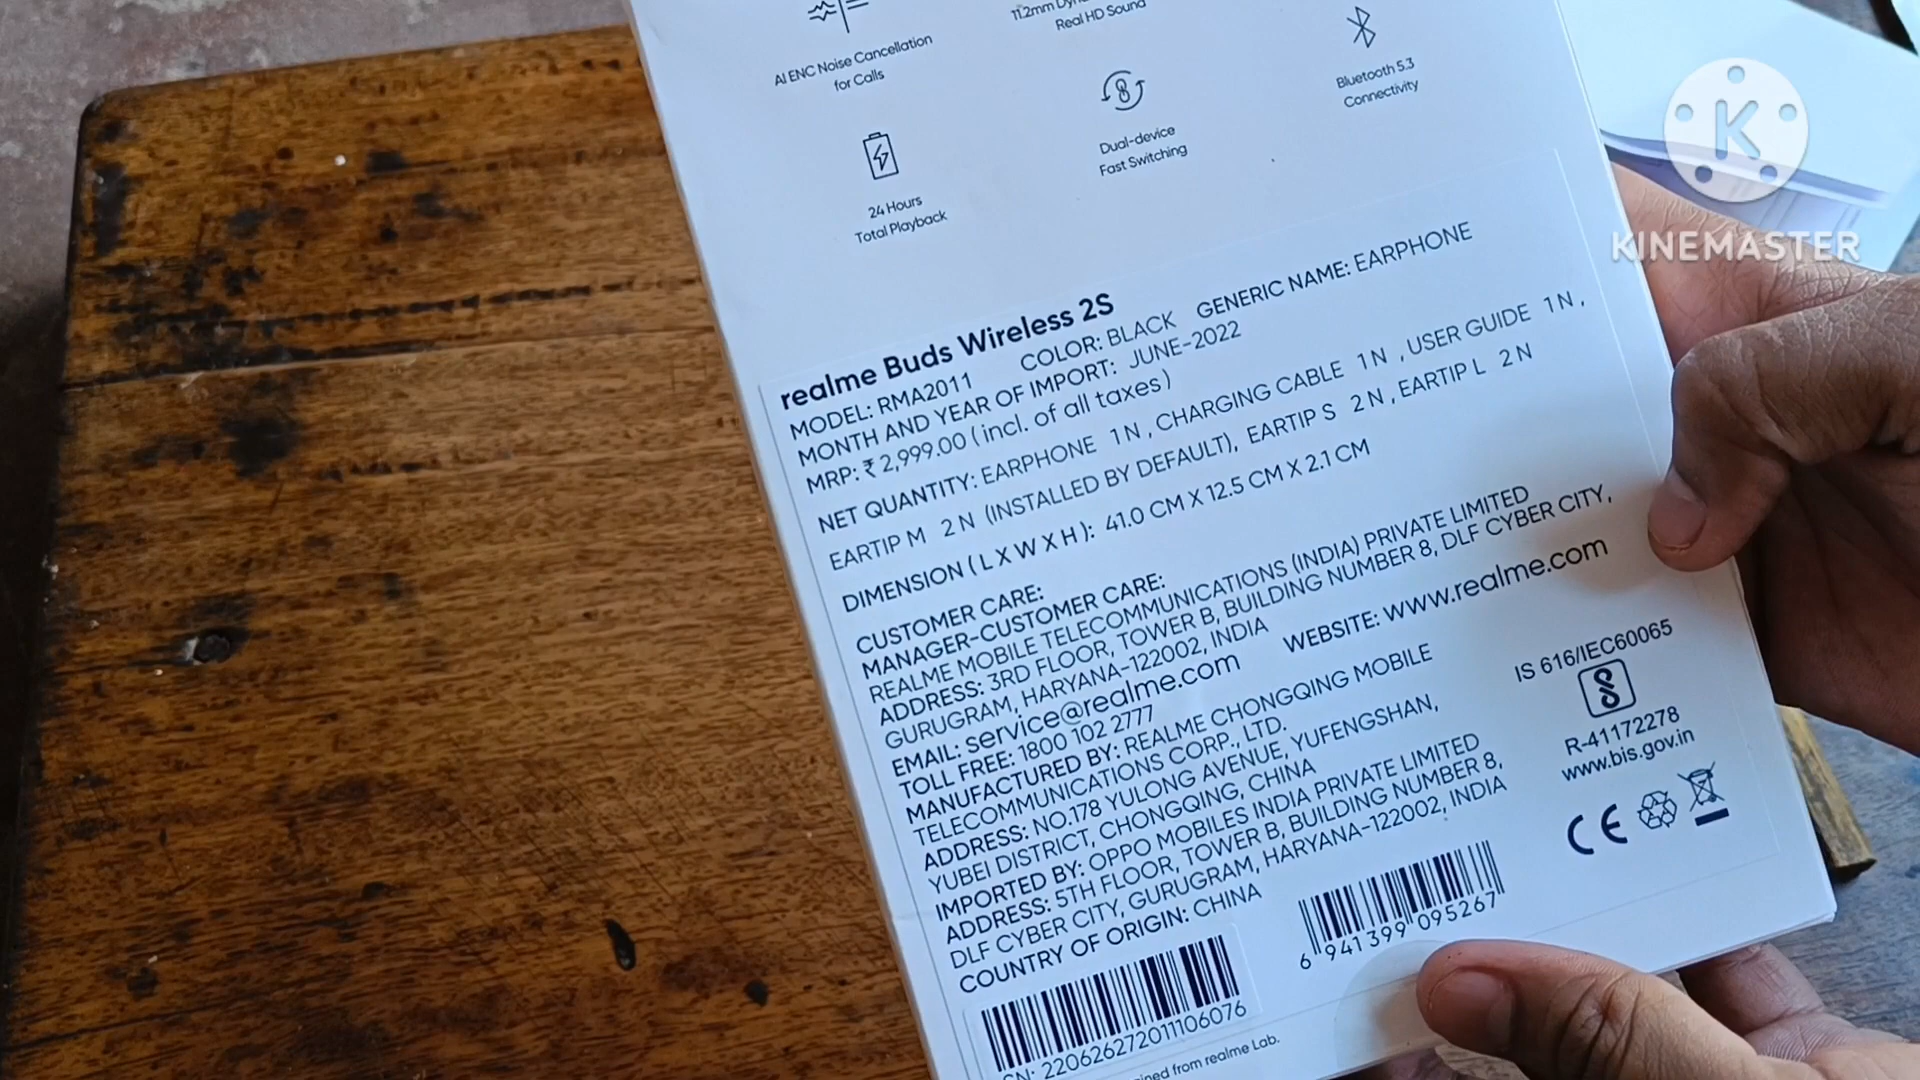 AI ENC Noise Cancellation
for Calls
11.2mm
Real HD Sound
Bluetooth 5.3
Connectivity
24 Hours
Total Playback
Dual-device
Fast Switching
K
KINEMASTER
realme Buds Wireless 2S
MODEL: RMA2011 COLOR: BLACK GENERIC NAME: EARPHONE
MONTH AND YEAR OF IMPORT: JUNE-2022
MRP: ₹ 2,999.00 (incl. of all taxes)
NET QUANTITY: EARPHONE 1 N , CHARGING CABLE 1 N , USER GUIDE 1 N ,
EARTIP M 2 N (INSTALLED BY DEFAULT), EARTIP S 2 N , EARTIP L 2 N
DIMENSION ( L X W X H ): 41.0 CM X 12.5 CM X 2.1 CM
CUSTOMER CARE:
MANAGER-CUSTOMER CARE:
REALME MOBILE TELECOMMUNICATIONS (INDIA) PRIVATE LIMITED
ADDRESS: 3RD FLOOR, TOWER B, BUILDING NUMBER 8, DLF CYBER CITY,
GURUGRAM, HARYANA-122002, INDIA
EMAIL: service@realme.com WEBSITE: www.realme.com
TOLL FREE: 1800 102 2777
MANUFACTURED BY: REALME CHONGQING MOBILE
TELECOMMUNICATIONS CORP., LTD.
ADDRESS: NO.178 YULONG AVENUE, YUFENGSHAN,
YUBEI DISTRICT, CHONGQING, CHINA
IMPORTED BY: OPPO MOBILES INDIA PRIVATE LIMITED
ADDRESS: 5TH FLOOR, TOWER B, BUILDING NUMBER 8,
DLF CYBER CITY, GURUGRAM, HARYANA-122002, INDIA
COUNTRY OF ORIGIN: CHINA
IS 616/IEC60065
R-41172278
www.bis.gov.in
CE
6 941399 095267
SN: 220626272011106076
from realme Lab.